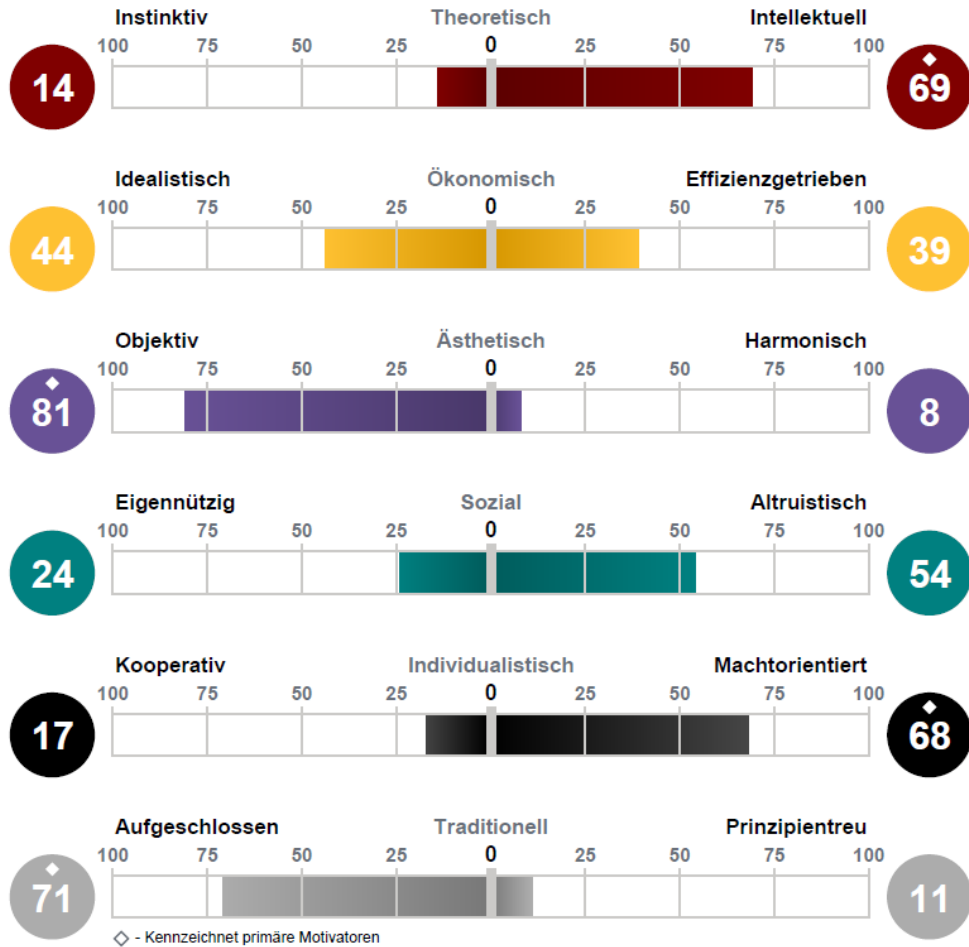 Instinktiv Theoretisch Intellektuell
100 75 50 25 0 25 50 75 100
14 69
Idealistisch Ökonomisch Effizienzgetrieben
100 75 50 25 0 25 50 75 100
44 39
Objektiv Ästhetisch Harmonisch
100 75 50 25 0 25 50 75 100
81 8
Eigennützig Sozial Altruistisch
100 75 50 25 0 25 50 75 100
24 54
Kooperativ Individualistisch Machtorientiert
100 75 50 25 0 25 50 75 100
17 68
Aufgeschlossen Traditionell Prinzipientreu
100 75 50 25 0 25 50 75 100
71 11
◇ - Kennzeichnet primäre Motivatoren